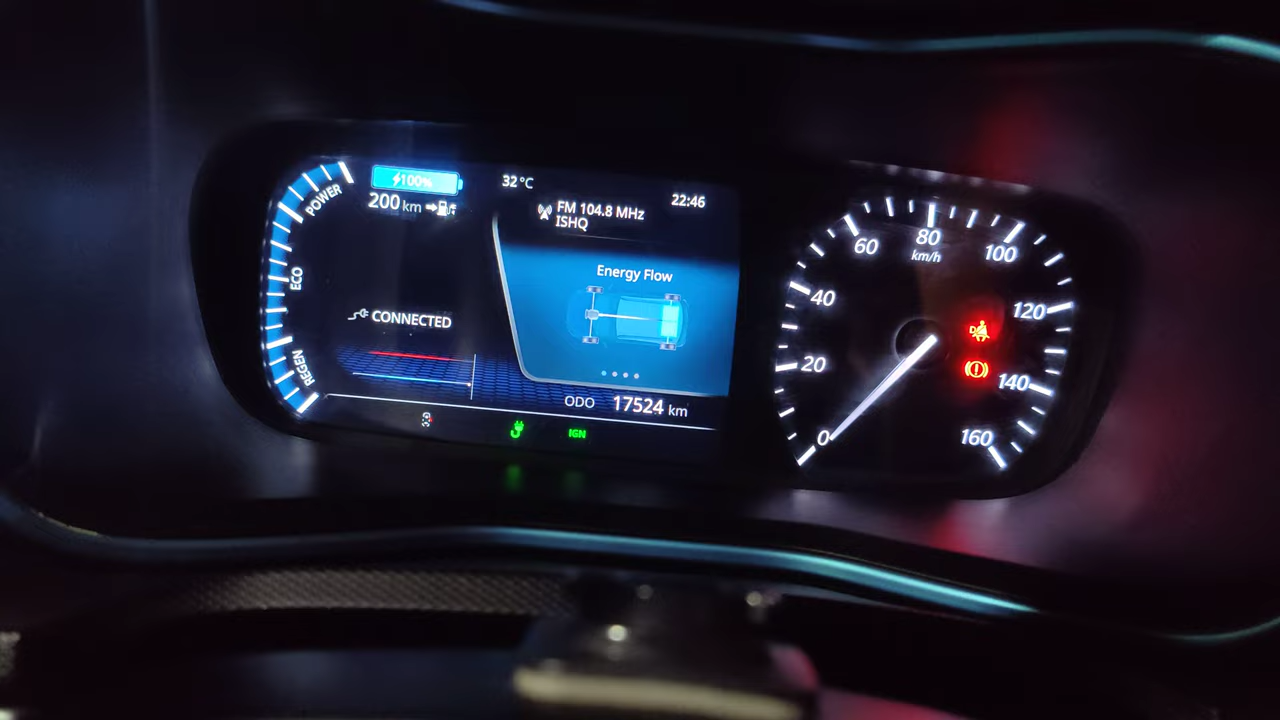 POWER
100%
200 km
32 °C
FM 104.8 MHz
ISHQ
22:46
ECO
Energy Flow
CONNECTED
REGEN
ODO 17524 km
IGN
0
20
40
60
80
km/h
100
120
140
160